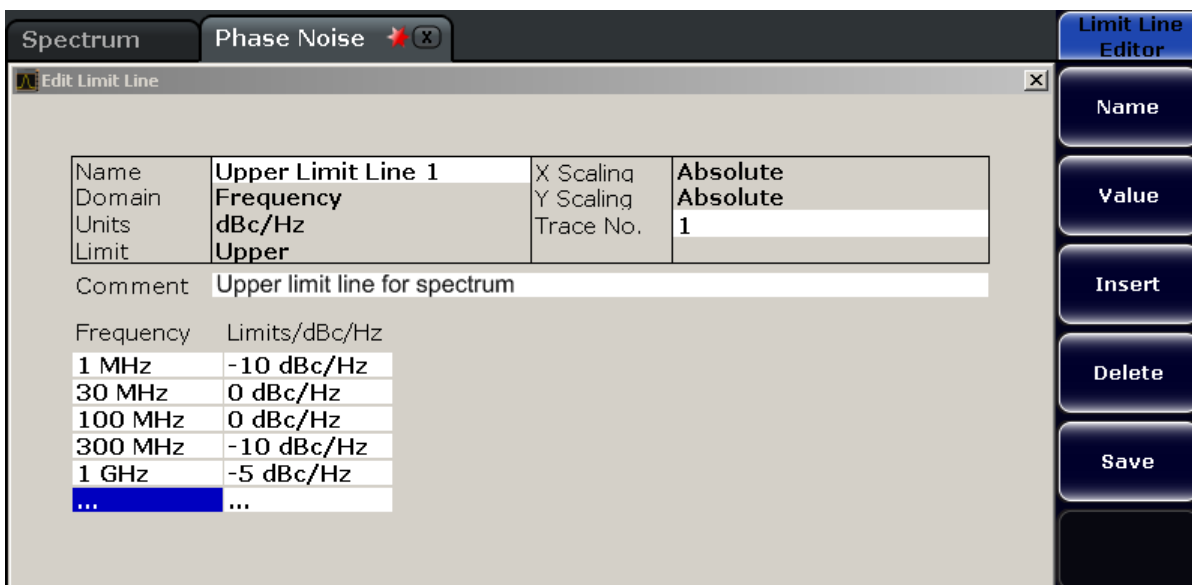 Spectrum
Phase Noise
X
Limit Line
Editor
Edit Limit Line
Name
Name Upper Limit Line 1 X Scaling Absolute
Domain Frequency Y Scaling Absolute
Units dBc/Hz Trace No. 1
Limit Upper
Value
Comment Upper limit line for spectrum
Insert
Frequency Limits/dBc/Hz
1 MHz -10 dBc/Hz
30 MHz 0 dBc/Hz
100 MHz 0 dBc/Hz
300 MHz -10 dBc/Hz
1 GHz -5 dBc/Hz
... ...
Delete
Save